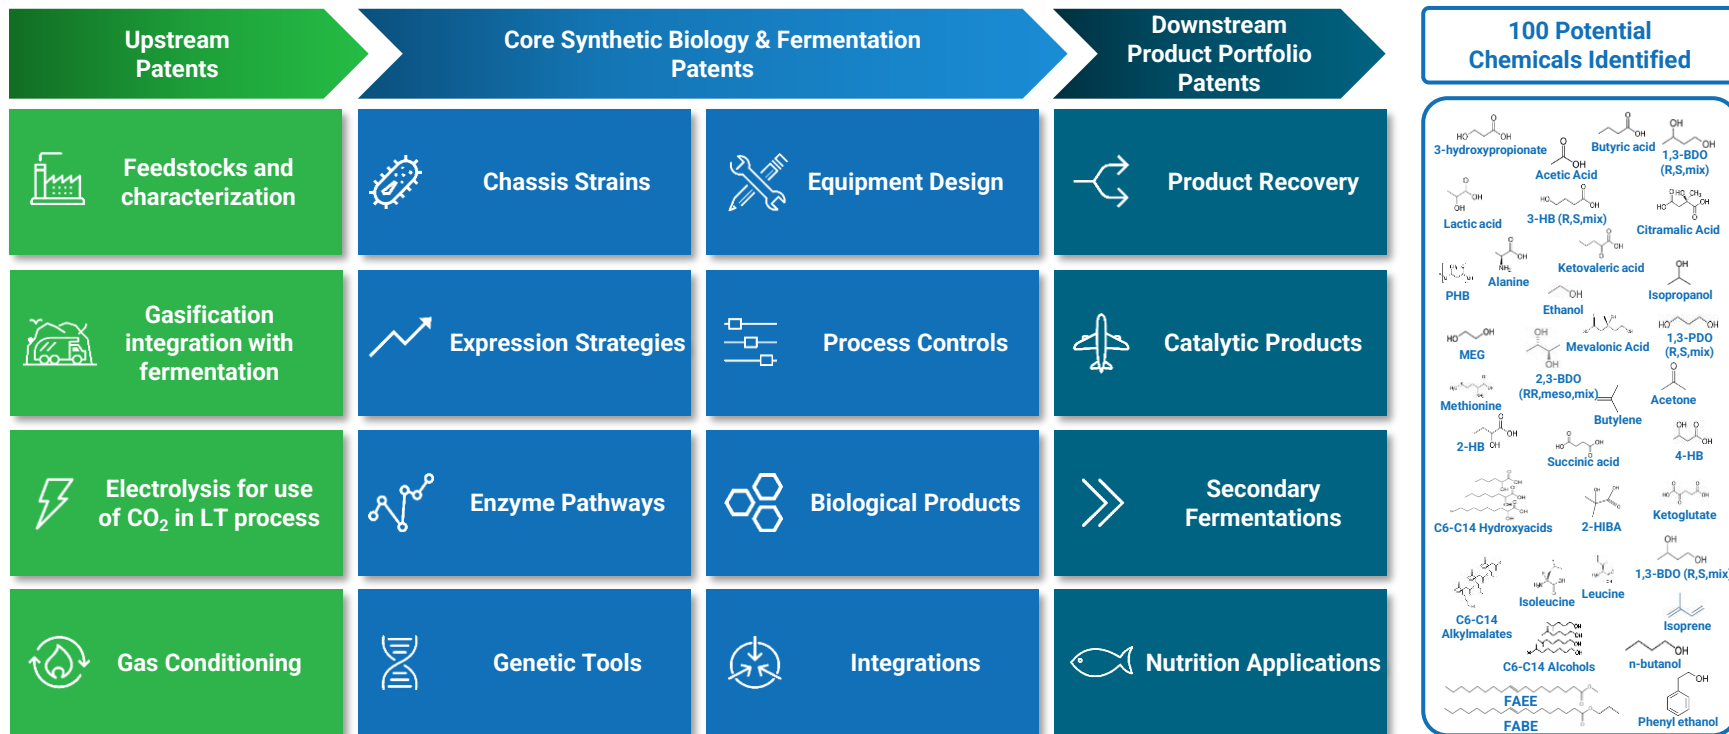 Upstream
Patents
Core Synthetic Biology & Fermentation
Patents
Downstream
Product Portfolio
Patents
100 Potential
Chemicals Identified
Feedstocks and
characterization
Chassis Strains
Equipment Design
Product Recovery
Gasification
integration with
fermentation
Expression Strategies
Process Controls
Catalytic Products
Electrolysis for use
of CO₂ in LT process
Enzyme Pathways
Biological Products
Secondary
Fermentations
Gas Conditioning
Genetic Tools
Integrations
Nutrition Applications
3-hydroxypropionate
Butyric acid
1,3-BDO
(R,S,mix)
Acetic Acid
Lactic acid
3-HB (R,S,mix)
Citramalic Acid
Ketovaleric acid
Alanine
PHB
Isopropanol
Ethanol
MEG
Mevalonic Acid
1,3-PDO
(R,S,mix)
2,3-BDO
(RR,meso,mix)
Methionine
Acetone
Butylene
2-HB
Succinic acid
4-HB
C6-C14 Hydroxyacids
2-HIBA
Ketoglutate
1,3-BDO (R,S,mix)
C6-C14
Alkylmalates
Isoleucine
Leucine
Isoprene
C6-C14 Alcohols
n-butanol
FAEE
FABE
Phenyl ethanol